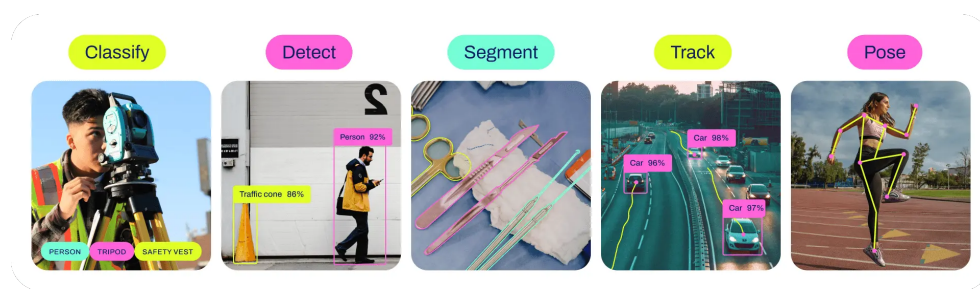 Classify
Detect
Segment
Track
Pose
PERSON
TRIPOD
SAFETY VEST
2
Person 92%
Traffic cone 86%
Car 98%
Car 96%
Car 97%